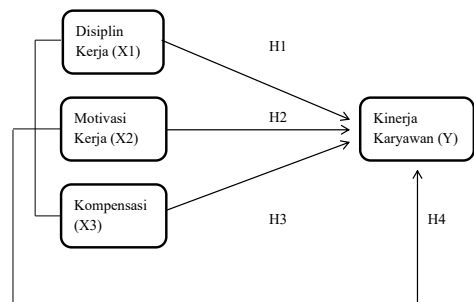 Disiplin
Kerja (X1)
H1
Motivasi
Kerja (X2)
H2
Kinerja
Karyawan (Y)
Kompensasi
(X3)
H3
H4